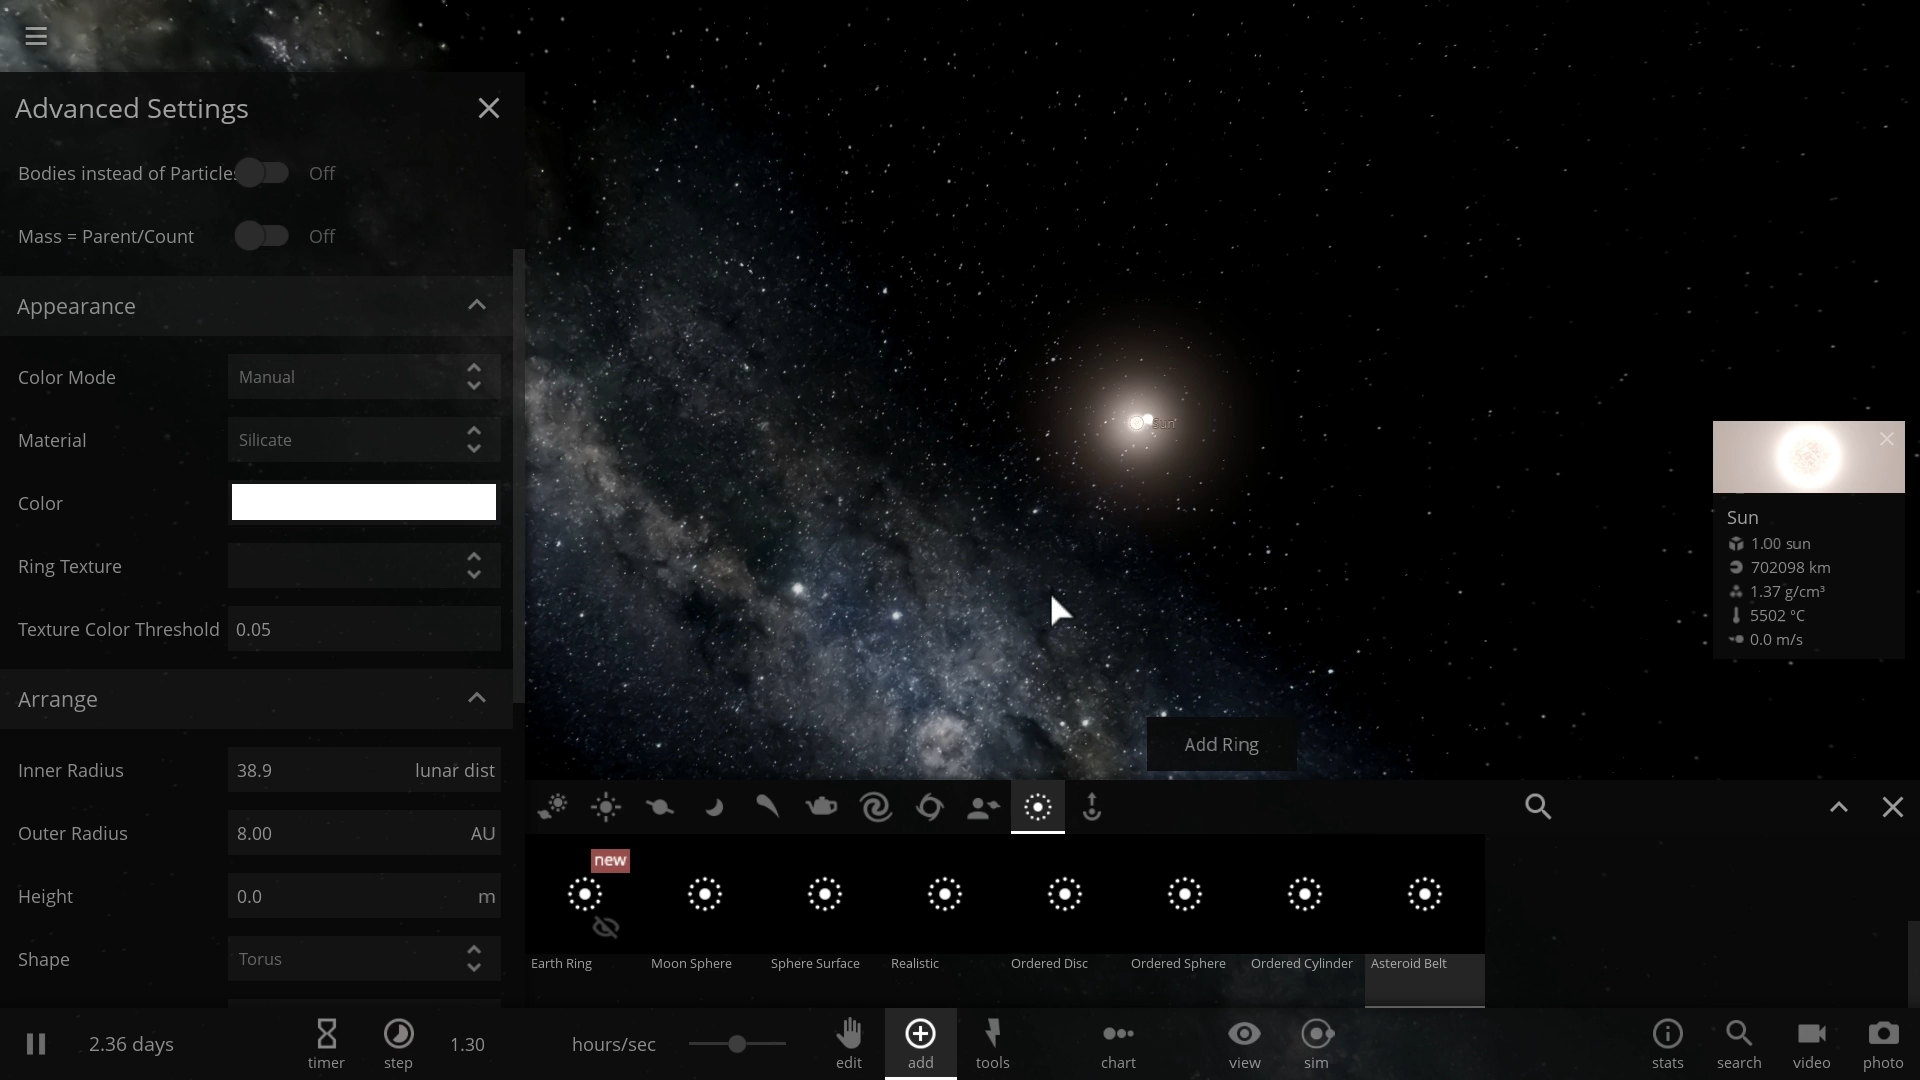 Advanced Settings
Bodies instead of Particles Off
Mass = Parent/Count Off
Appearance
Color Mode Manual
Material Silicate
Color
Ring Texture
Texture Color Threshold 0.05
Arrange
Inner Radius 38.9 lunar dist
Outer Radius 8.00 AU
Height 0.0 m
Shape Torus
Sun
Sun
1.00 sun
702098 km
1.37 g/cm³
5502 °C
0.0 m/s
Add Ring
new
Earth Ring Moon Sphere Sphere Surface Realistic Ordered Disc Ordered Sphere Ordered Cylinder Asteroid Belt
2.36 days timer step 1.30 hours/sec edit add tools chart view sim stats search video photo